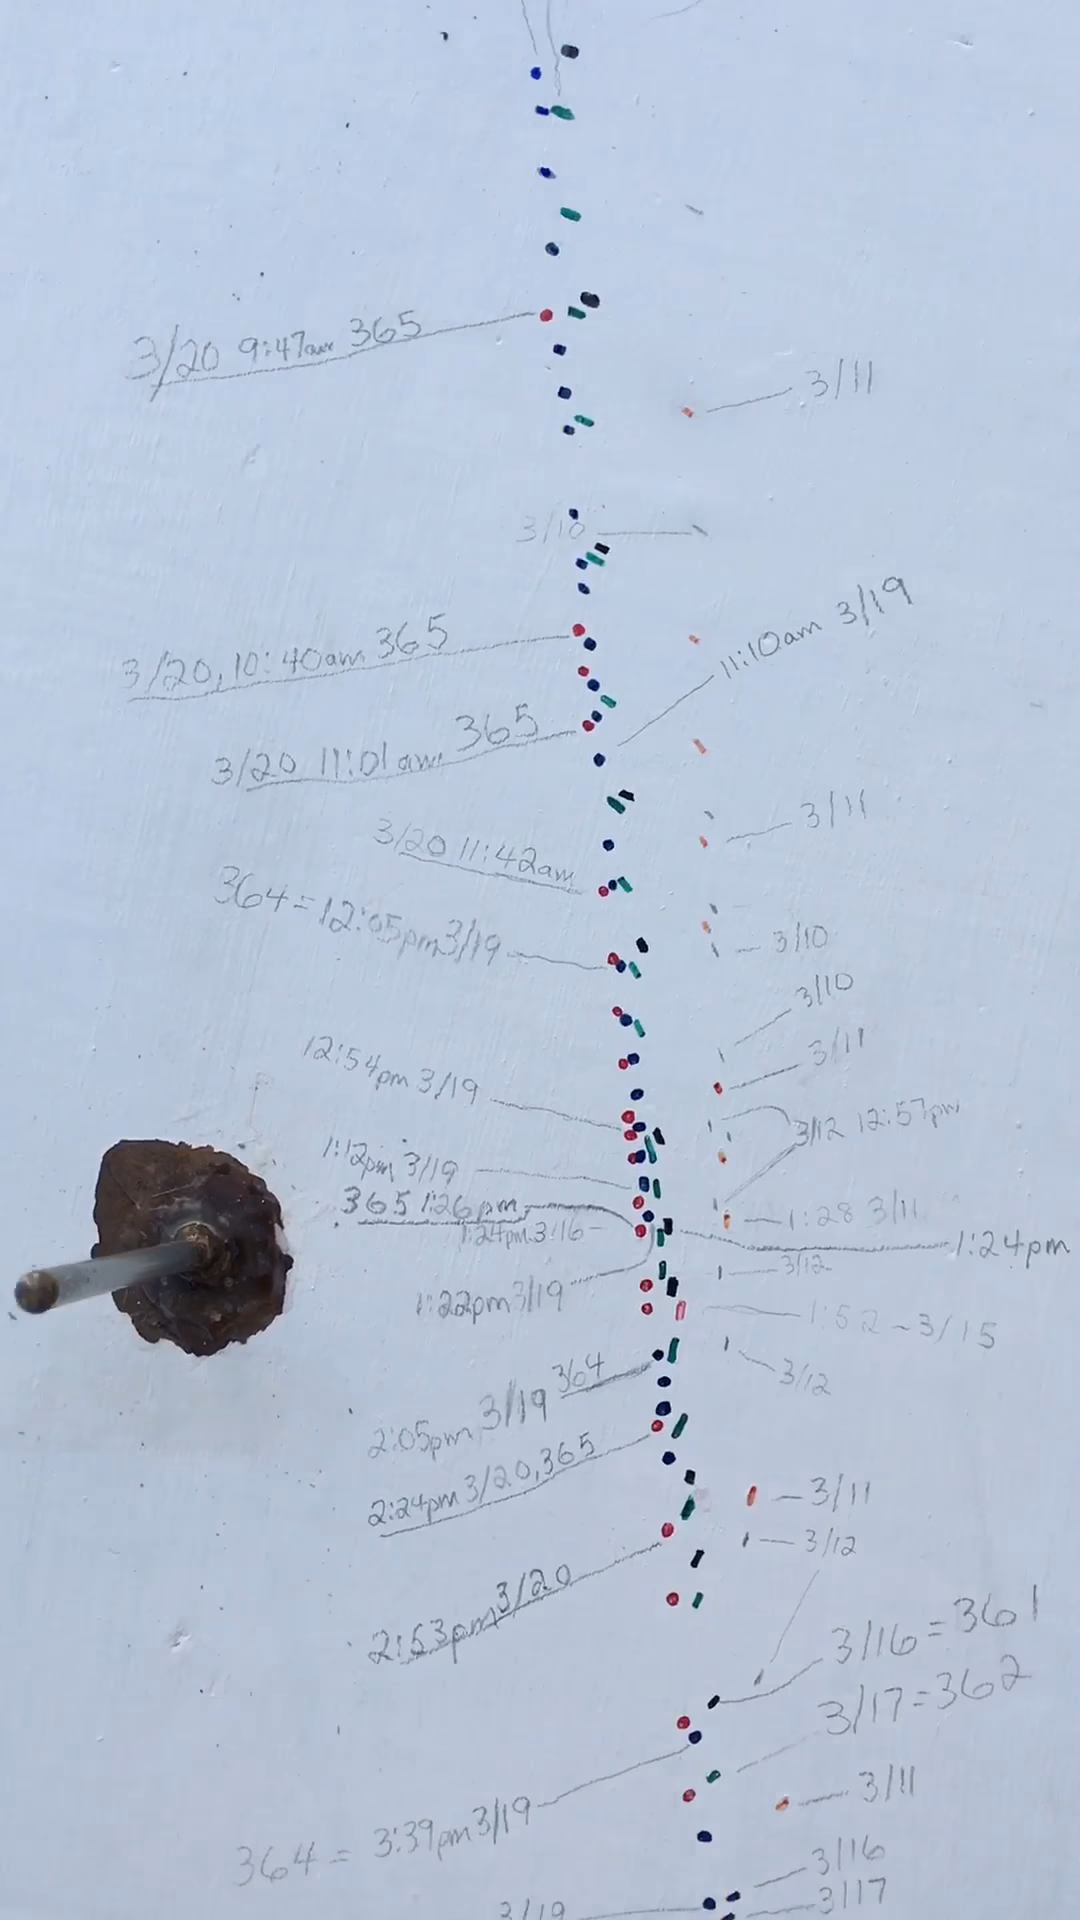 3/20 9:47am 365
3/11
3/10
11:10am 3/19
3/20, 10:40am 365
3/20 11:01am 365
3/11
3/20 11:42am
364=12:05pm 3/19
3/10
3/10
3/11
12:54pm 3/19
3/12 12:57pm
1:12pm 3/19
365 1:26pm
1:28 3/11
1:24pm 3/16
1:24pm
3/12
1:22pm 3/19
1:52 - 3/15
3/12
2:05pm 3/19 364
2:24pm 3/20, 365
3/11
3/12
2:53pm 3/20
3/16=361
3/17=362
3/11
364 = 3:39pm 3/19
3/16
3/17
3/19